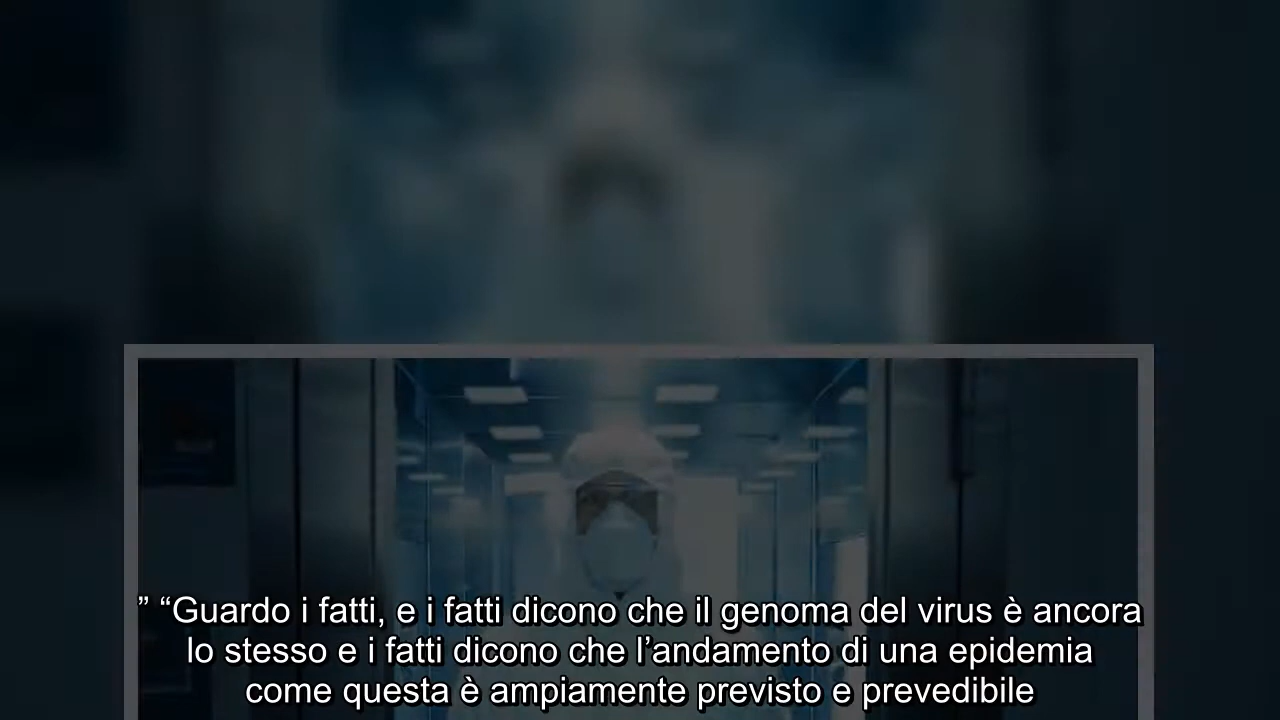 ” “Guardo i fatti, e i fatti dicono che il genoma del virus è ancora
lo stesso e i fatti dicono che l’andamento di una epidemia
come questa è ampiamente previsto e prevedibile